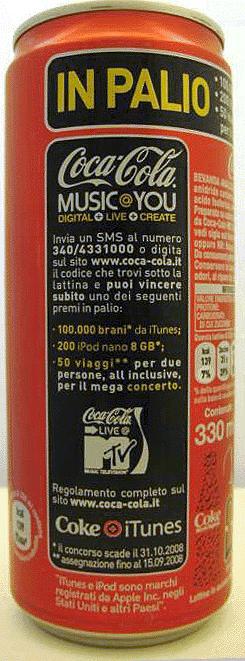 IN PALIO
Coca-Cola
MUSIC@YOU
DIGITAL + LIVE + CREATE
Invia un SMS al numero
340/4331000 o digita
sul sito www.coca-cola.it
il codice che trovi sotto la
lattina e puoi vincere
subito uno dei seguenti
premi in palio:
· 100.000 brani* da iTunes;
· 200 iPod nano 8 GB*;
· 50 viaggi** per due
persone, all inclusive,
per il mega concerto.
Coca-Cola
LIVE @
MTV
MUSIC TELEVISION
Regolamento completo sul
sito www.coca-cola.it
Coke iTunes
* il concorso scade il 31.10.2008
** assegnazione fino al 15.09.2008
"iTunes e iPod sono marchi
registrati da Apple Inc. negli
Stati Uniti e altri Paesi".
BEVANDA
anidride
330 m
Coke